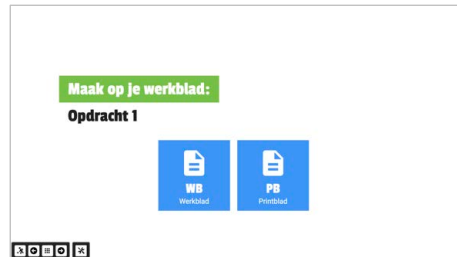 Maak op je werkblad:
Opdracht 1
WB
Werkblad
PB
Printblad